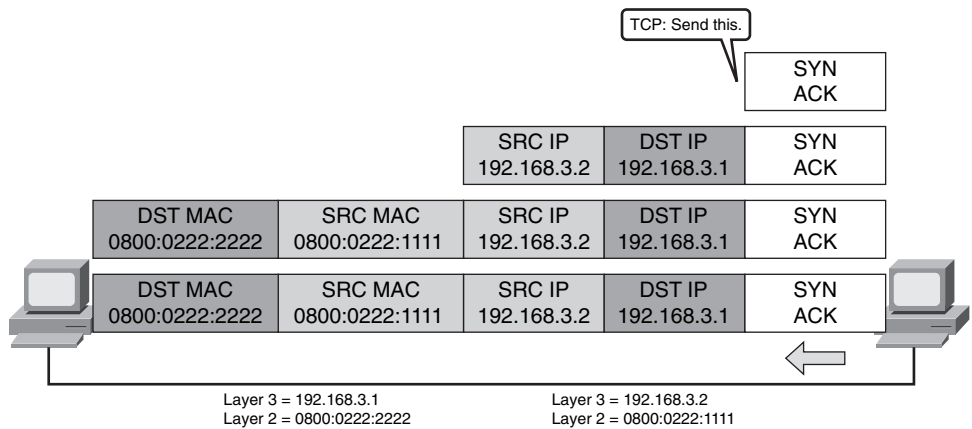 TCP: Send this.
SYN
ACK
SRC IP
192.168.3.2
DST IP
192.168.3.1
SYN
ACK
DST MAC
0800:0222:2222
SRC MAC
0800:0222:1111
SRC IP
192.168.3.2
DST IP
192.168.3.1
SYN
ACK
DST MAC
0800:0222:2222
SRC MAC
0800:0222:1111
SRC IP
192.168.3.2
DST IP
192.168.3.1
SYN
ACK
Layer 3 = 192.168.3.1
Layer 2 = 0800:0222:2222
Layer 3 = 192.168.3.2
Layer 2 = 0800:0222:1111